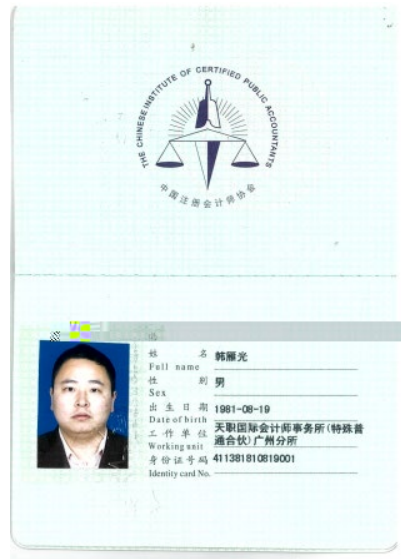 THE CHINESE INSTITUTE OF CERTIFIED PUBLIC ACCOUNTANTS
中国注册会计师协会
姓 名 韩雁光
Full name
性 别 男
Sex
出生日期 1981-08-19
Date of birth
工作单位 天职国际会计师事务所(特殊普
通合伙)广州分所
Working unit
身份证号码 411381810819001
Identity card No.